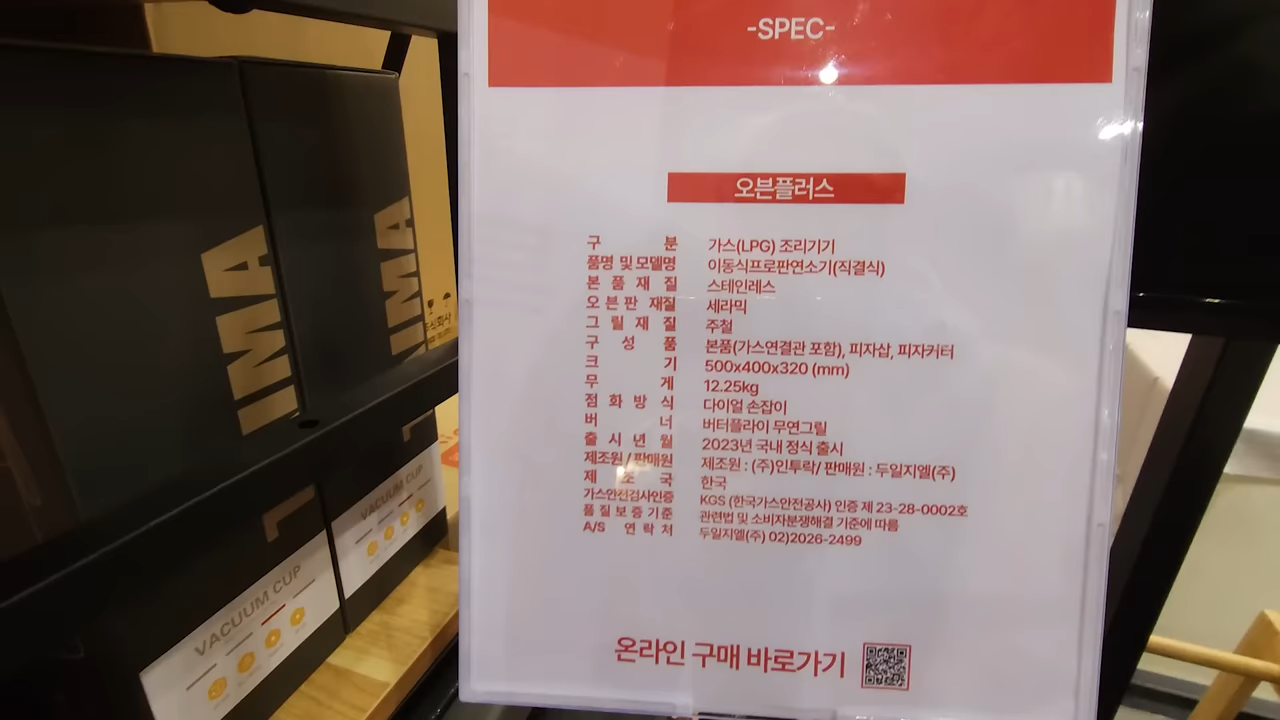 -SPEC-
오븐플러스
구 분 가스(LPG) 조리기기
품명 및 모델명 이동식프로판연소기(직결식)
본 품 재 질 스테인레스
오 븐 판 재질 세라믹
그 릴 재 질 주철
구 성 품 본품(가스연결관 포함), 피자삽, 피자커터
크 기 500x400x320 (mm)
무 게 12.25kg
점 화 방 식 다이얼 손잡이
버 너 버터플라이 무연그릴
출 시 년 월 2023년 국내 정식 출시
제조원 / 판매원 제조원 : (주)인투락/ 판매원 : 두일지엘(주)
제 조 국 한국
가스안전검사인증 KGS (한국가스안전공사) 인증 제 23-28-0002호
품 질 보 증 기 준 관련법 및 소비자분쟁해결 기준에 따름
A/S 연 락 처 두일지엘(주) 02)2026-2499
온라인 구매 바로가기
VACUUM CUP
VACUUM CUP